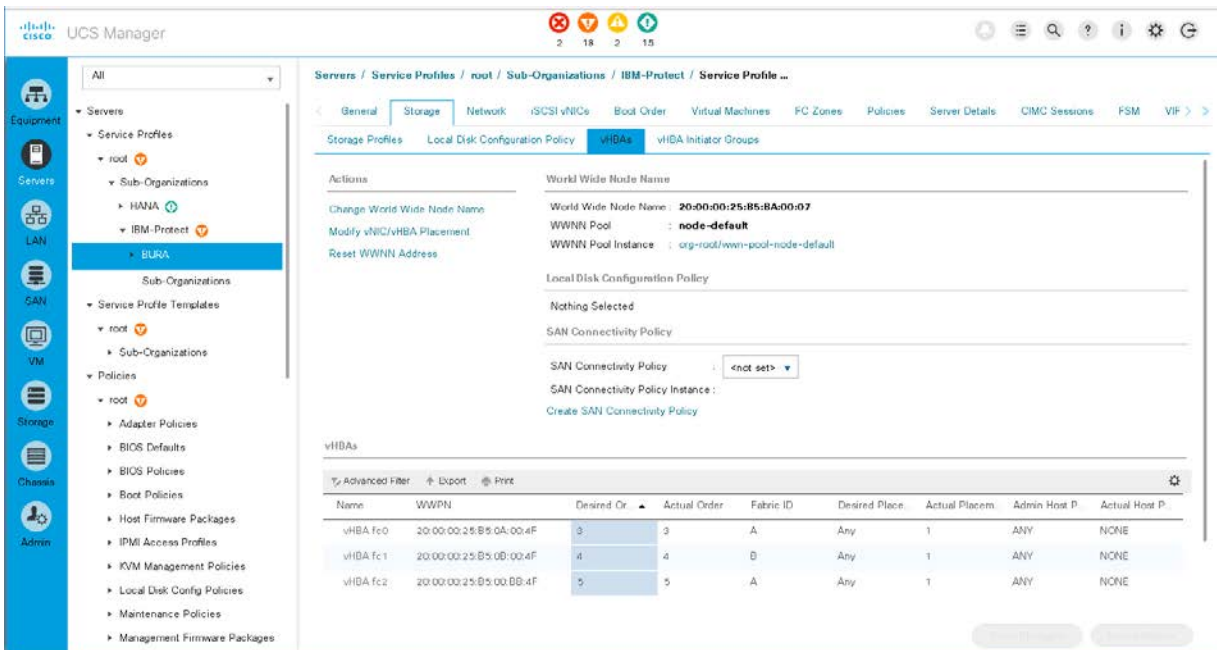 cisco UCS Manager
2 18 2 15
Equipment
Servers
LAN
SAN
VM
Storage
Chassis
Admin
All
Servers
Service Profiles
root
Sub-Organizations
HANA
IBM-Protect
BURA
Sub-Organizations
Service Profile Templates
root
Sub-Organizations
Policies
root
Adapter Policies
BIOS Defaults
BIOS Policies
Boot Policies
Host Firmware Packages
IPMI Access Profiles
KVM Management Policies
Local Disk Config Policies
Maintenance Policies
Management Firmware Packages
Servers / Service Profiles / root / Sub-Organizations / IBM-Protect / Service Profile ...
< General Storage Network iSCSI vNICs Boot Order Virtual Machines FC Zones Policies Server Details CIMC Sessions FSM VIF > >
Storage Profiles Local Disk Configuration Policy vHBAs vHBA Initiator Groups
Actions
Change World Wide Node Name
Modify vNIC/vHBA Placement
Reset WWNN Address
World Wide Node Name
World Wide Node Name : 20:00:00:25:B5:BA:00:07
WWNN Pool : node-default
WWNN Pool Instance : org-root/wwn-pool-node-default
Local Disk Configuration Policy
Nothing Selected
SAN Connectivity Policy
SAN Connectivity Policy : <not set>
SAN Connectivity Policy Instance :
Create SAN Connectivity Policy
vHBAs
Advanced Filter Export Print
Name WWPN Desired Or... Actual Order Fabric ID Desired Place... Actual Placem... Admin Host P... Actual Host P...
vHBA fc0 20:00:00:25:B5:0A:00:4F 3 3 A Any 1 ANY NONE
vHBA fc1 20:00:00:25:B5:0B:00:4F 4 4 B Any 1 ANY NONE
vHBA fc2 20:00:00:25:B5:00:BB:4F 5 5 A Any 1 ANY NONE